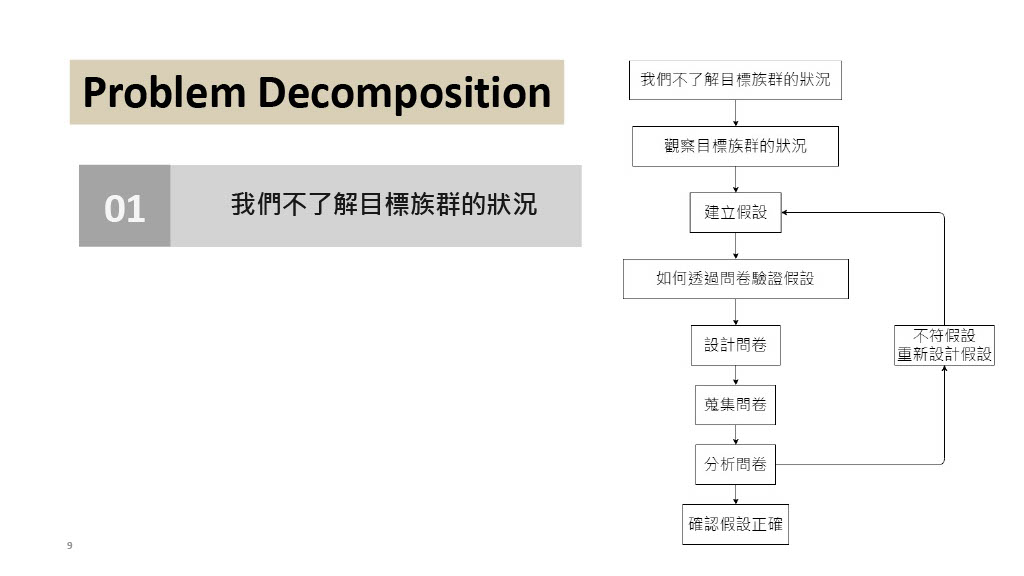 Problem Decomposition
01
我們不了解目標族群的狀況
我們不了解目標族群的狀況
觀察目標族群的狀況
建立假設
如何透過問卷驗證假設
設計問卷
不符假設
重新設計假設
蒐集問卷
分析問卷
確認假設正確
9